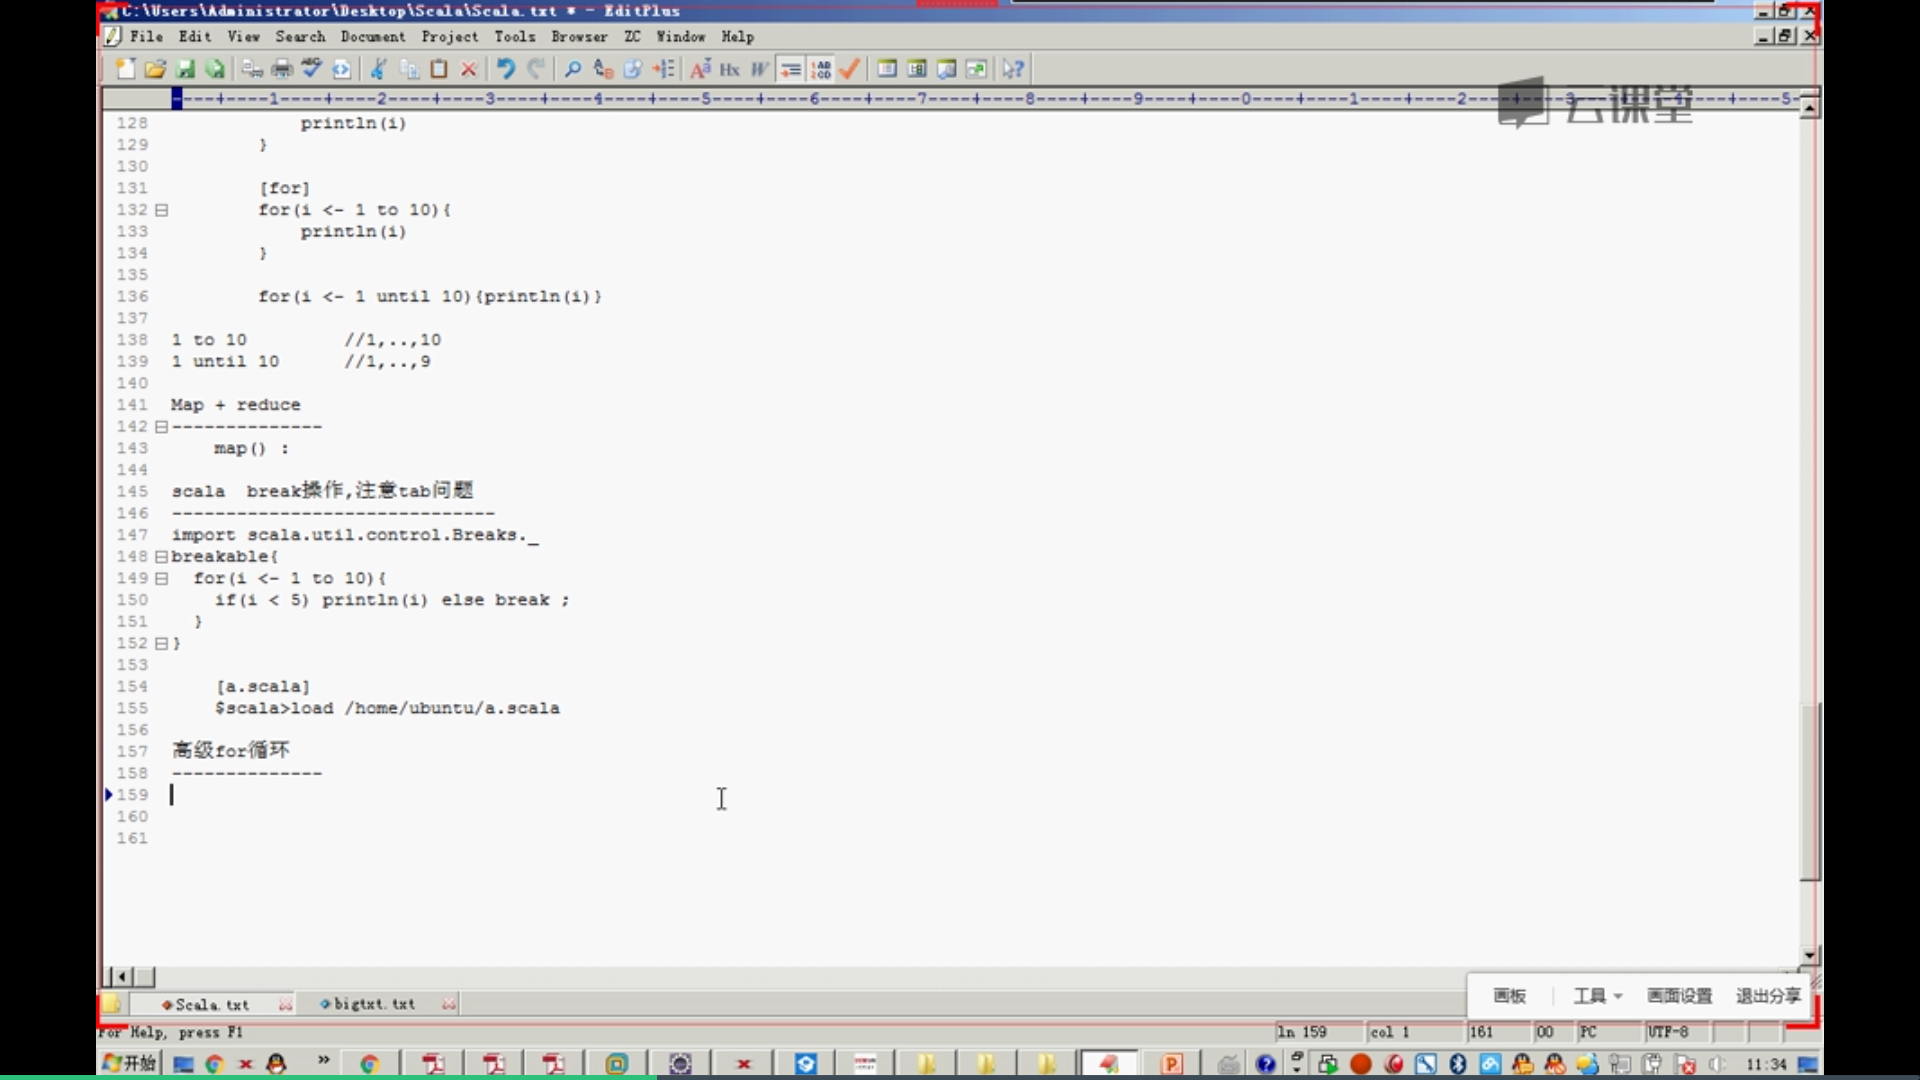 C:\Users\Administrator\Desktop\Scala\Scala.txt * - EditPlus
File Edit View Search Document Project Tools Browser ZC Window Help
----+----1----+----2----+----3----+----4----+----5----+----6----+----7----+----8----+----9----+----0----+----1----+----2----+----3----+----4----+----5-
云课堂
128 println(i)
129 }
130
131 [for]
132 for(i <- 1 to 10){
133 println(i)
134 }
135
136 for(i <- 1 until 10){println(i)}
137
138 1 to 10 //1,..,10
139 1 until 10 //1,..,9
140
141 Map + reduce
142 --------------
143 map() :
144
145 scala break操作,注意tab问题
146 ------------------------------
147 import scala.util.control.Breaks._
148 breakable{
149 for(i <- 1 to 10){
150 if(i < 5) println(i) else break ;
151 }
152 }
153
154 [a.scala]
155 $scala>load /home/ubuntu/a.scala
156
157 高级for循环
158 --------------
159
160
161
画板 工具 画面设置 退出分享
Scala.txt bigtxt.txt
For Help, press F1 ln 159 col 1 161 00 PC UTF-8
开始 11:34